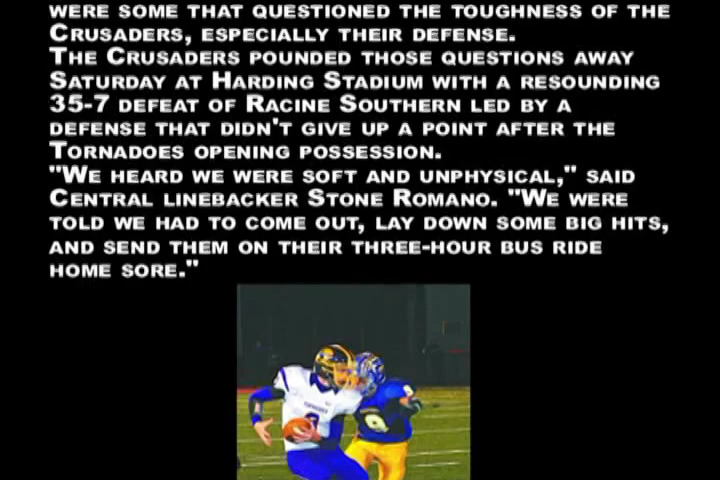 WERE SOME THAT QUESTIONED THE TOUGHNESS OF THE
CRUSADERS, ESPECIALLY THEIR DEFENSE.
THE CRUSADERS POUNDED THOSE QUESTIONS AWAY
SATURDAY AT HARDING STADIUM WITH A RESOUNDING
35-7 DEFEAT OF RACINE SOUTHERN LED BY A
DEFENSE THAT DIDN'T GIVE UP A POINT AFTER THE
TORNADOES OPENING POSSESSION.
"WE HEARD WE WERE SOFT AND UNPHYSICAL," SAID
CENTRAL LINEBACKER STONE ROMANO. "WE WERE
TOLD WE HAD TO COME OUT, LAY DOWN SOME BIG HITS,
AND SEND THEM ON THEIR THREE-HOUR BUS RIDE
HOME SORE."